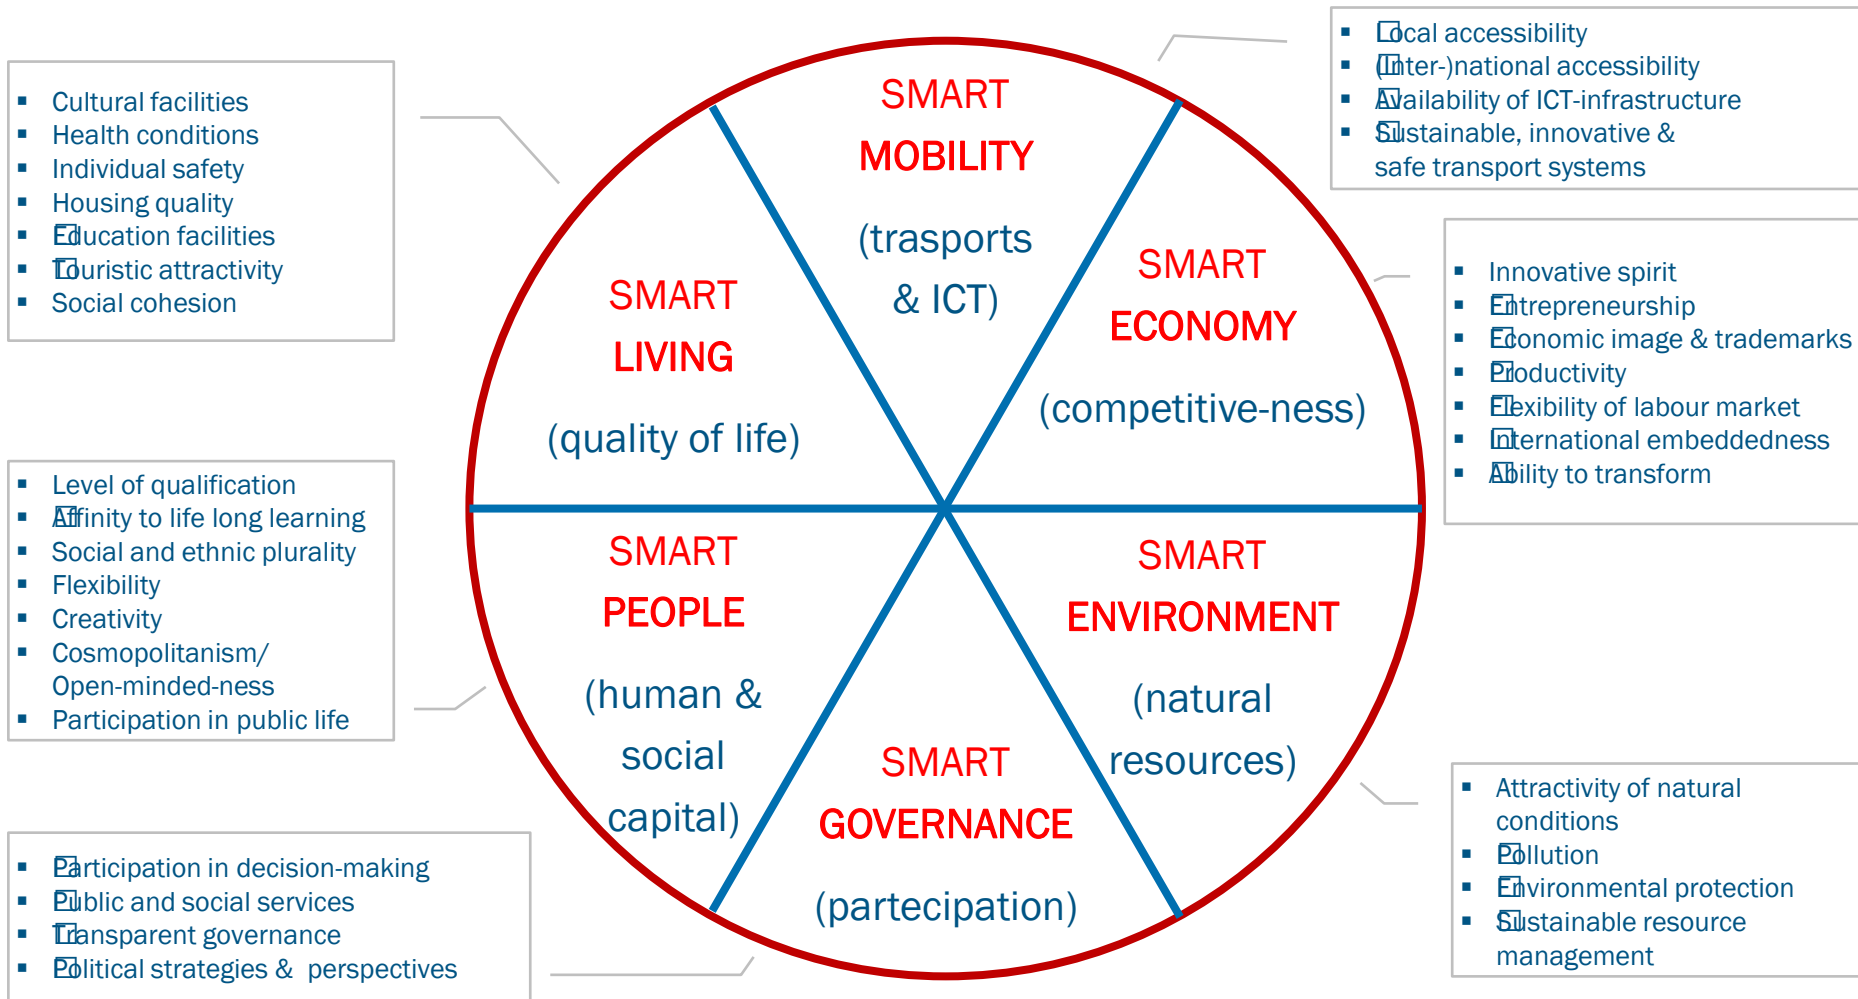 Cultural facilities
Health conditions
Individual safety
Housing quality
Education facilities
Touristic attractivity
Social cohesion
Level of qualification
Affinity to life long learning
Social and ethnic plurality
Flexibility
Creativity
Cosmopolitanism/
Open-minded-ness
Participation in public life
Participation in decision-making
Public and social services
Transparent governance
Political strategies & perspectives
SMART
MOBILITY
(trasports
& ICT)
SMART
LIVING
(quality of life)
SMART
ECONOMY
(competitive-ness)
SMART
PEOPLE
(human &
social
capital)
SMART
ENVIRONMENT
(natural
resources)
SMART
GOVERNANCE
(partecipation)
Local accessibility
(Inter-)national accessibility
Availability of ICT-infrastructure
Sustainable, innovative &
safe transport systems
Innovative spirit
Entrepreneurship
Economic image & trademarks
Productivity
Flexibility of labour market
International embeddedness
Ability to transform
Attractivity of natural
conditions
Pollution
Environmental protection
Sustainable resource
management